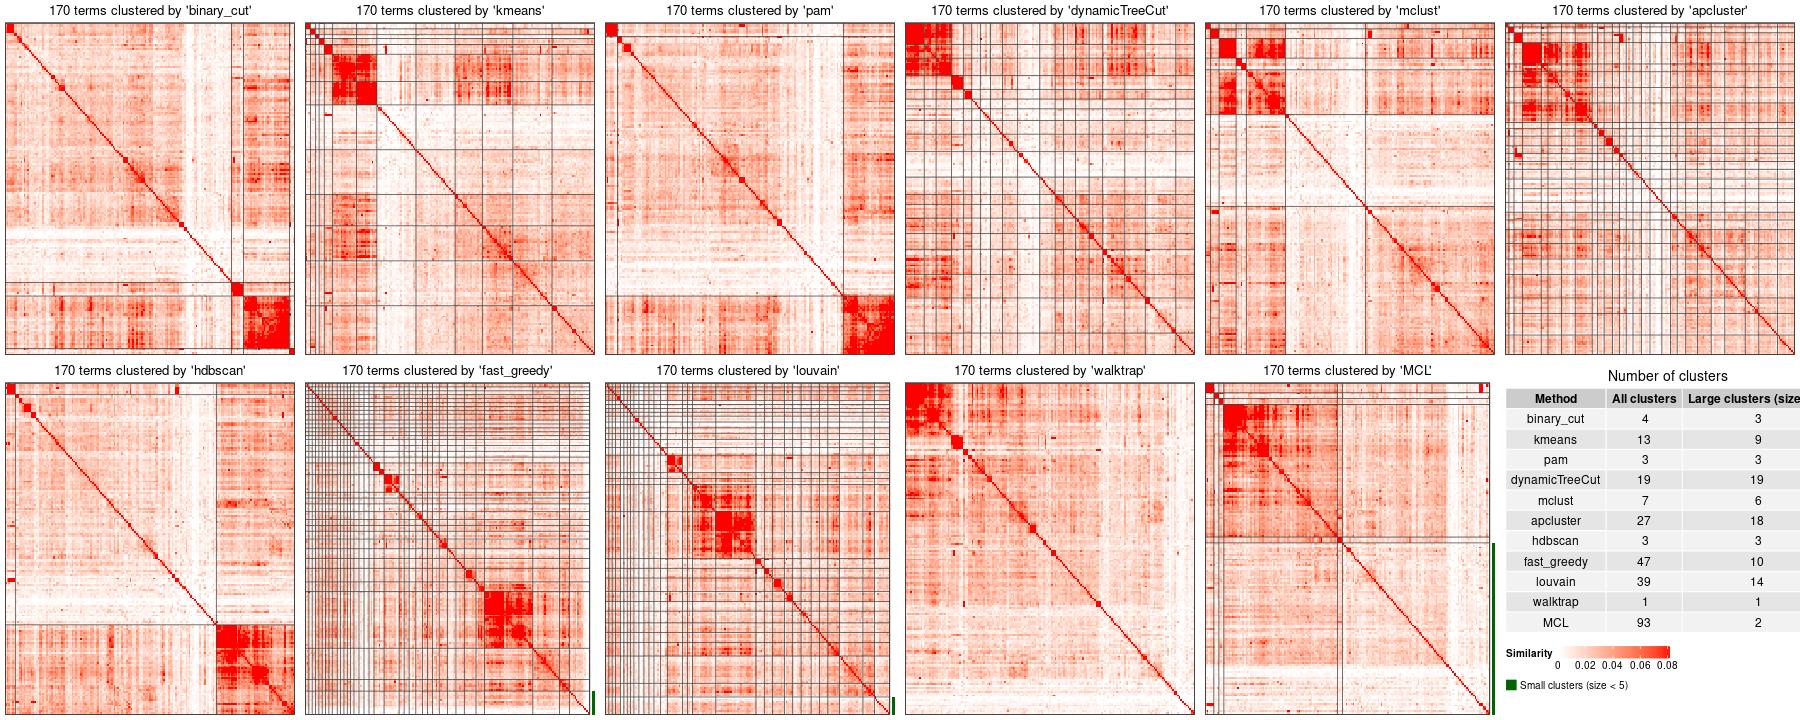 170 terms clustered by 'binary_cut'
170 terms clustered by 'kmeans'
170 terms clustered by 'pam'
170 terms clustered by 'dynamicTreeCut'
170 terms clustered by 'mclust'
170 terms clustered by 'apcluster'
170 terms clustered by 'hdbscan'
170 terms clustered by 'fast_greedy'
170 terms clustered by 'louvain'
170 terms clustered by 'walktrap'
170 terms clustered by 'MCL'
Number of clusters
Method All clusters Large clusters (size
binary_cut 4 3
kmeans 13 9
pam 3 3
dynamicTreeCut 19 19
mclust 7 6
apcluster 27 18
hdbscan 3 3
fast_greedy 47 10
louvain 39 14
walktrap 1 1
MCL 93 2
Similarity
0 0.02 0.04 0.06 0.08
Small clusters (size < 5)